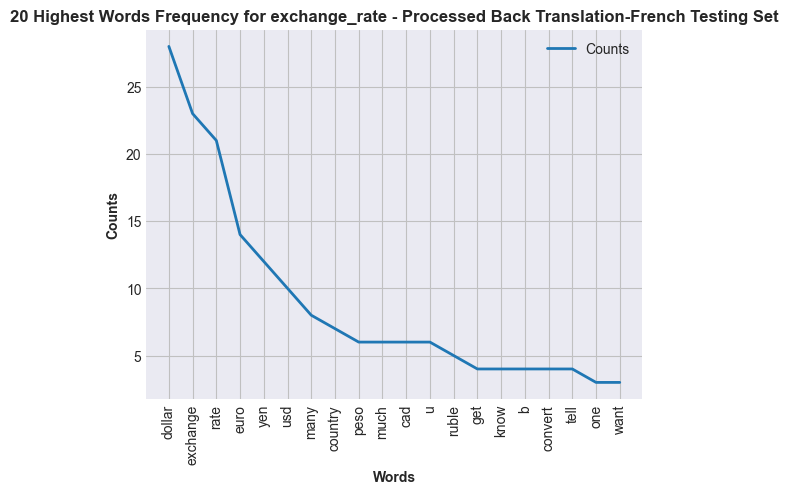 20 Highest Words Frequency for exchange_rate - Processed Back Translation-French Testing Set
Counts
25
20
15
10
5
Counts
dollar
exchange
rate
euro
yen
usd
many
country
peso
much
cad
u
ruble
get
know
b
convert
tell
one
want
Words